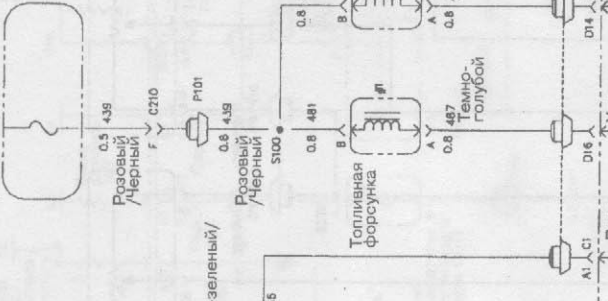 0.5 439
Розовый
/Черный
F C210
P101
0.8 439
Розовый
/Черный
S100
0.8
B
A
0.8
D14
0.8 481
B
#1
A
0.8 487
Темно-
голубой
D16
Топливная
форсунка
зеленый/
A1 C1